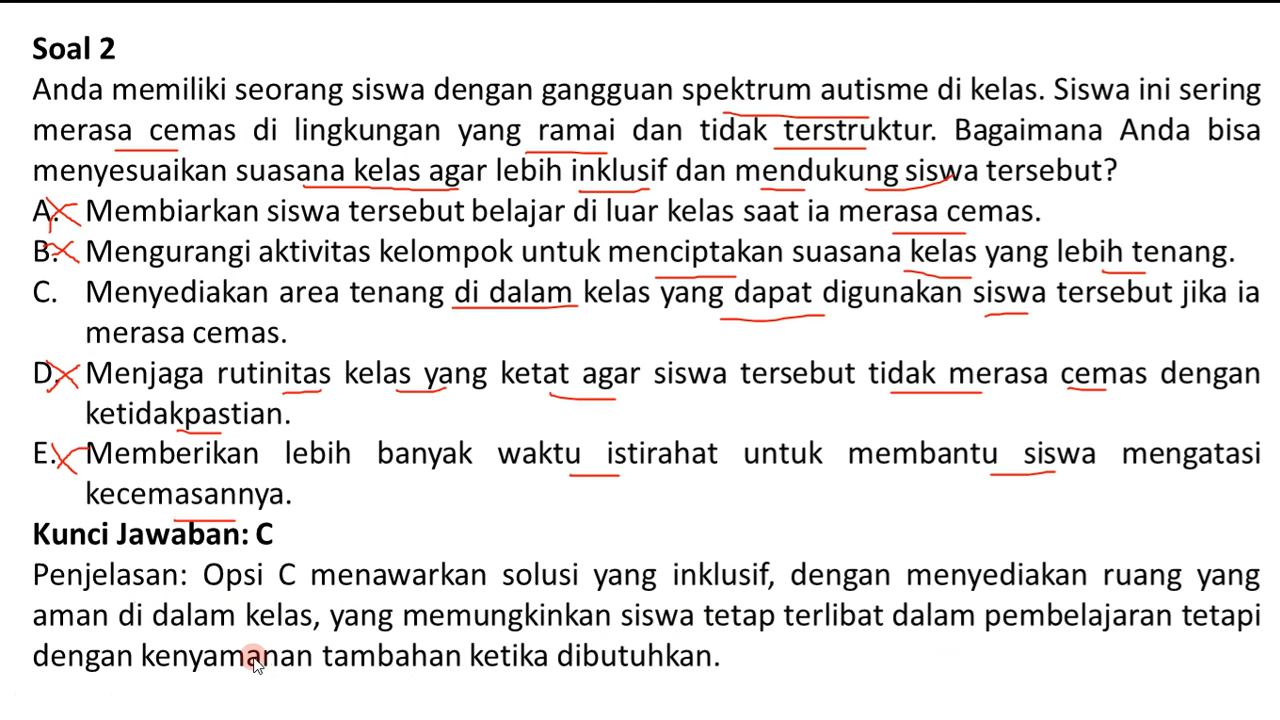 Soal 2
Anda memiliki seorang siswa dengan gangguan spektrum autisme di kelas. Siswa ini sering
merasa cemas di lingkungan yang ramai dan tidak terstruktur. Bagaimana Anda bisa
menyesuaikan suasana kelas agar lebih inklusif dan mendukung siswa tersebut?
A. Membiarkan siswa tersebut belajar di luar kelas saat ia merasa cemas.
B. Mengurangi aktivitas kelompok untuk menciptakan suasana kelas yang lebih tenang.
C. Menyediakan area tenang di dalam kelas yang dapat digunakan siswa tersebut jika ia
merasa cemas.
D. Menjaga rutinitas kelas yang ketat agar siswa tersebut tidak merasa cemas dengan
ketidakpastian.
E. Memberikan lebih banyak waktu istirahat untuk membantu siswa mengatasi
kecemasannya.
Kunci Jawaban: C
Penjelasan: Opsi C menawarkan solusi yang inklusif, dengan menyediakan ruang yang
aman di dalam kelas, yang memungkinkan siswa tetap terlibat dalam pembelajaran tetapi
dengan kenyamanan tambahan ketika dibutuhkan.